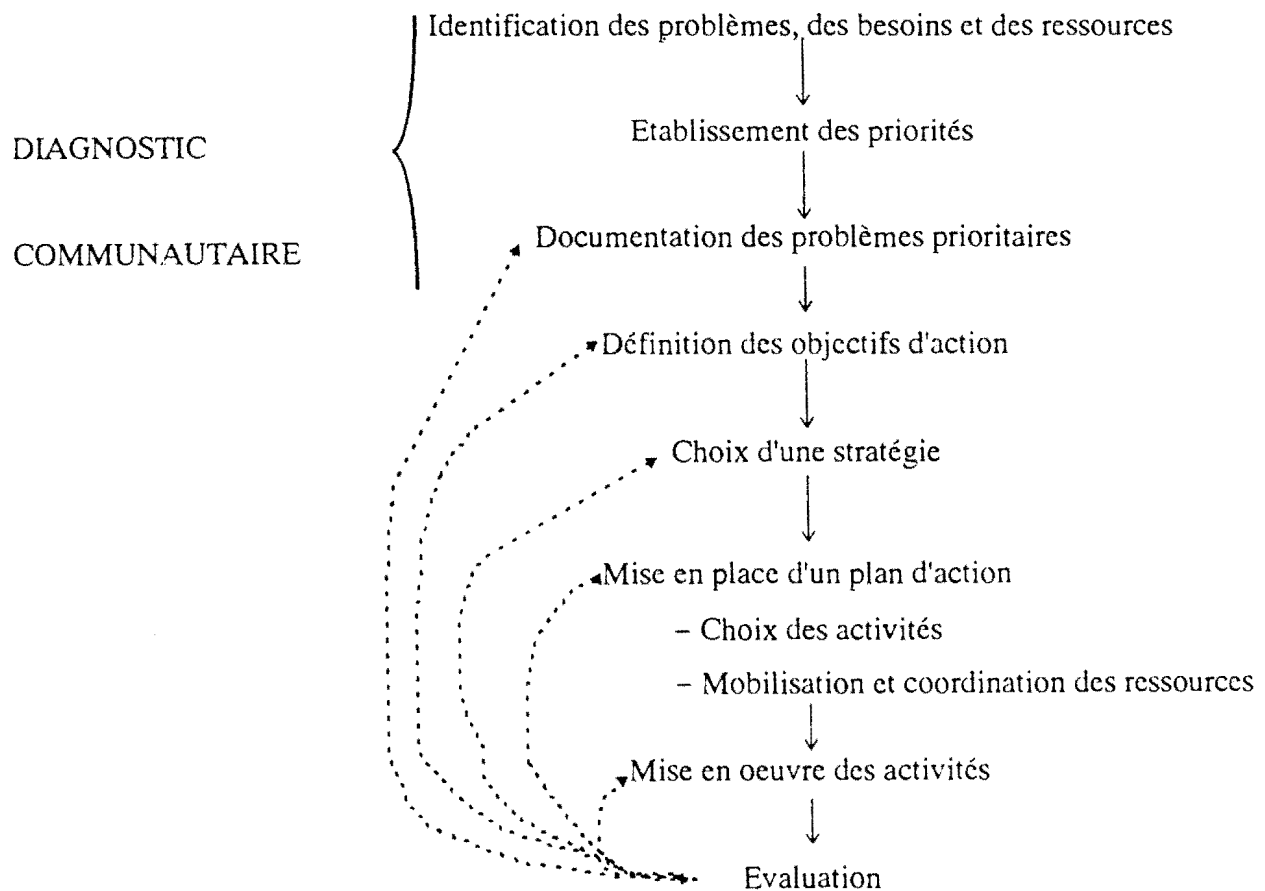 Identification des problèmes, des besoins et des ressources
DIAGNOSTIC
Etablissement des priorités
COMMUNAUTAIRE
Documentation des problèmes prioritaires
Définition des objectifs d'action
Choix d'une stratégie
Mise en place d'un plan d'action
– Choix des activités
– Mobilisation et coordination des ressources
Mise en oeuvre des activités
Evaluation